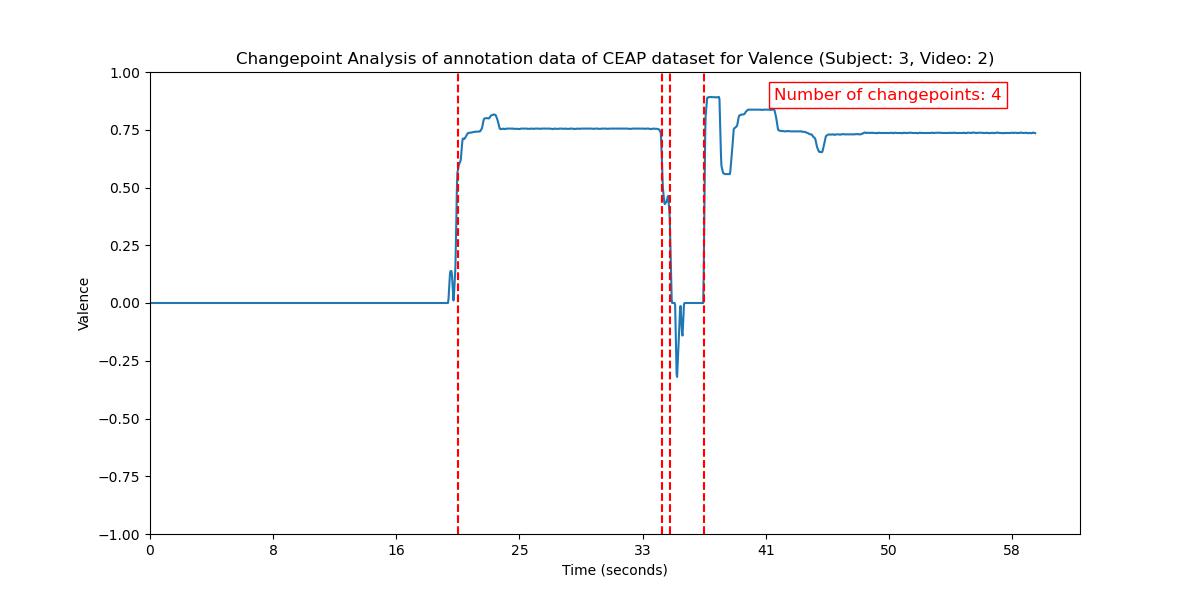 Changepoint Analysis of annotation data of CEAP dataset for Valence (Subject: 3, Video: 2)
Number of changepoints: 4
1.00
0.75
0.50
0.25
0.00
−0.25
−0.50
−0.75
−1.00
Valence
0 8 16 25 33 41 50 58
Time (seconds)